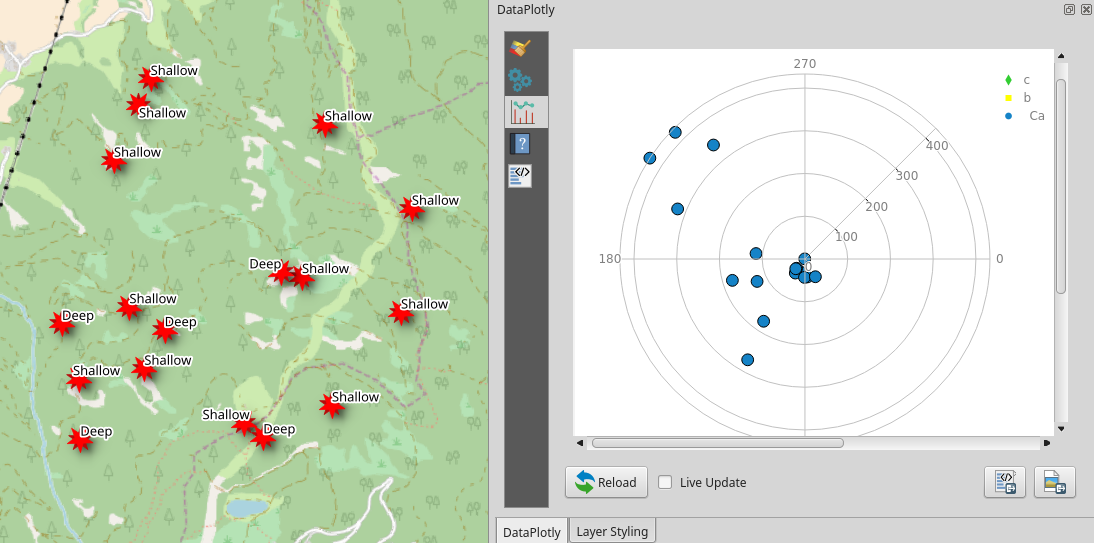 DataPlotly
Shallow
Shallow
Shallow
Shallow
Shallow
Deep
Shallow
Shallow
Shallow
Deep
Deep
Shallow
Shallow
Shallow
Shallow
Deep
Deep
270
c
b
Ca
400
300
200
100
0
180
0
?
</>
Reload
Live Update
</>
DataPlotly
Layer Styling